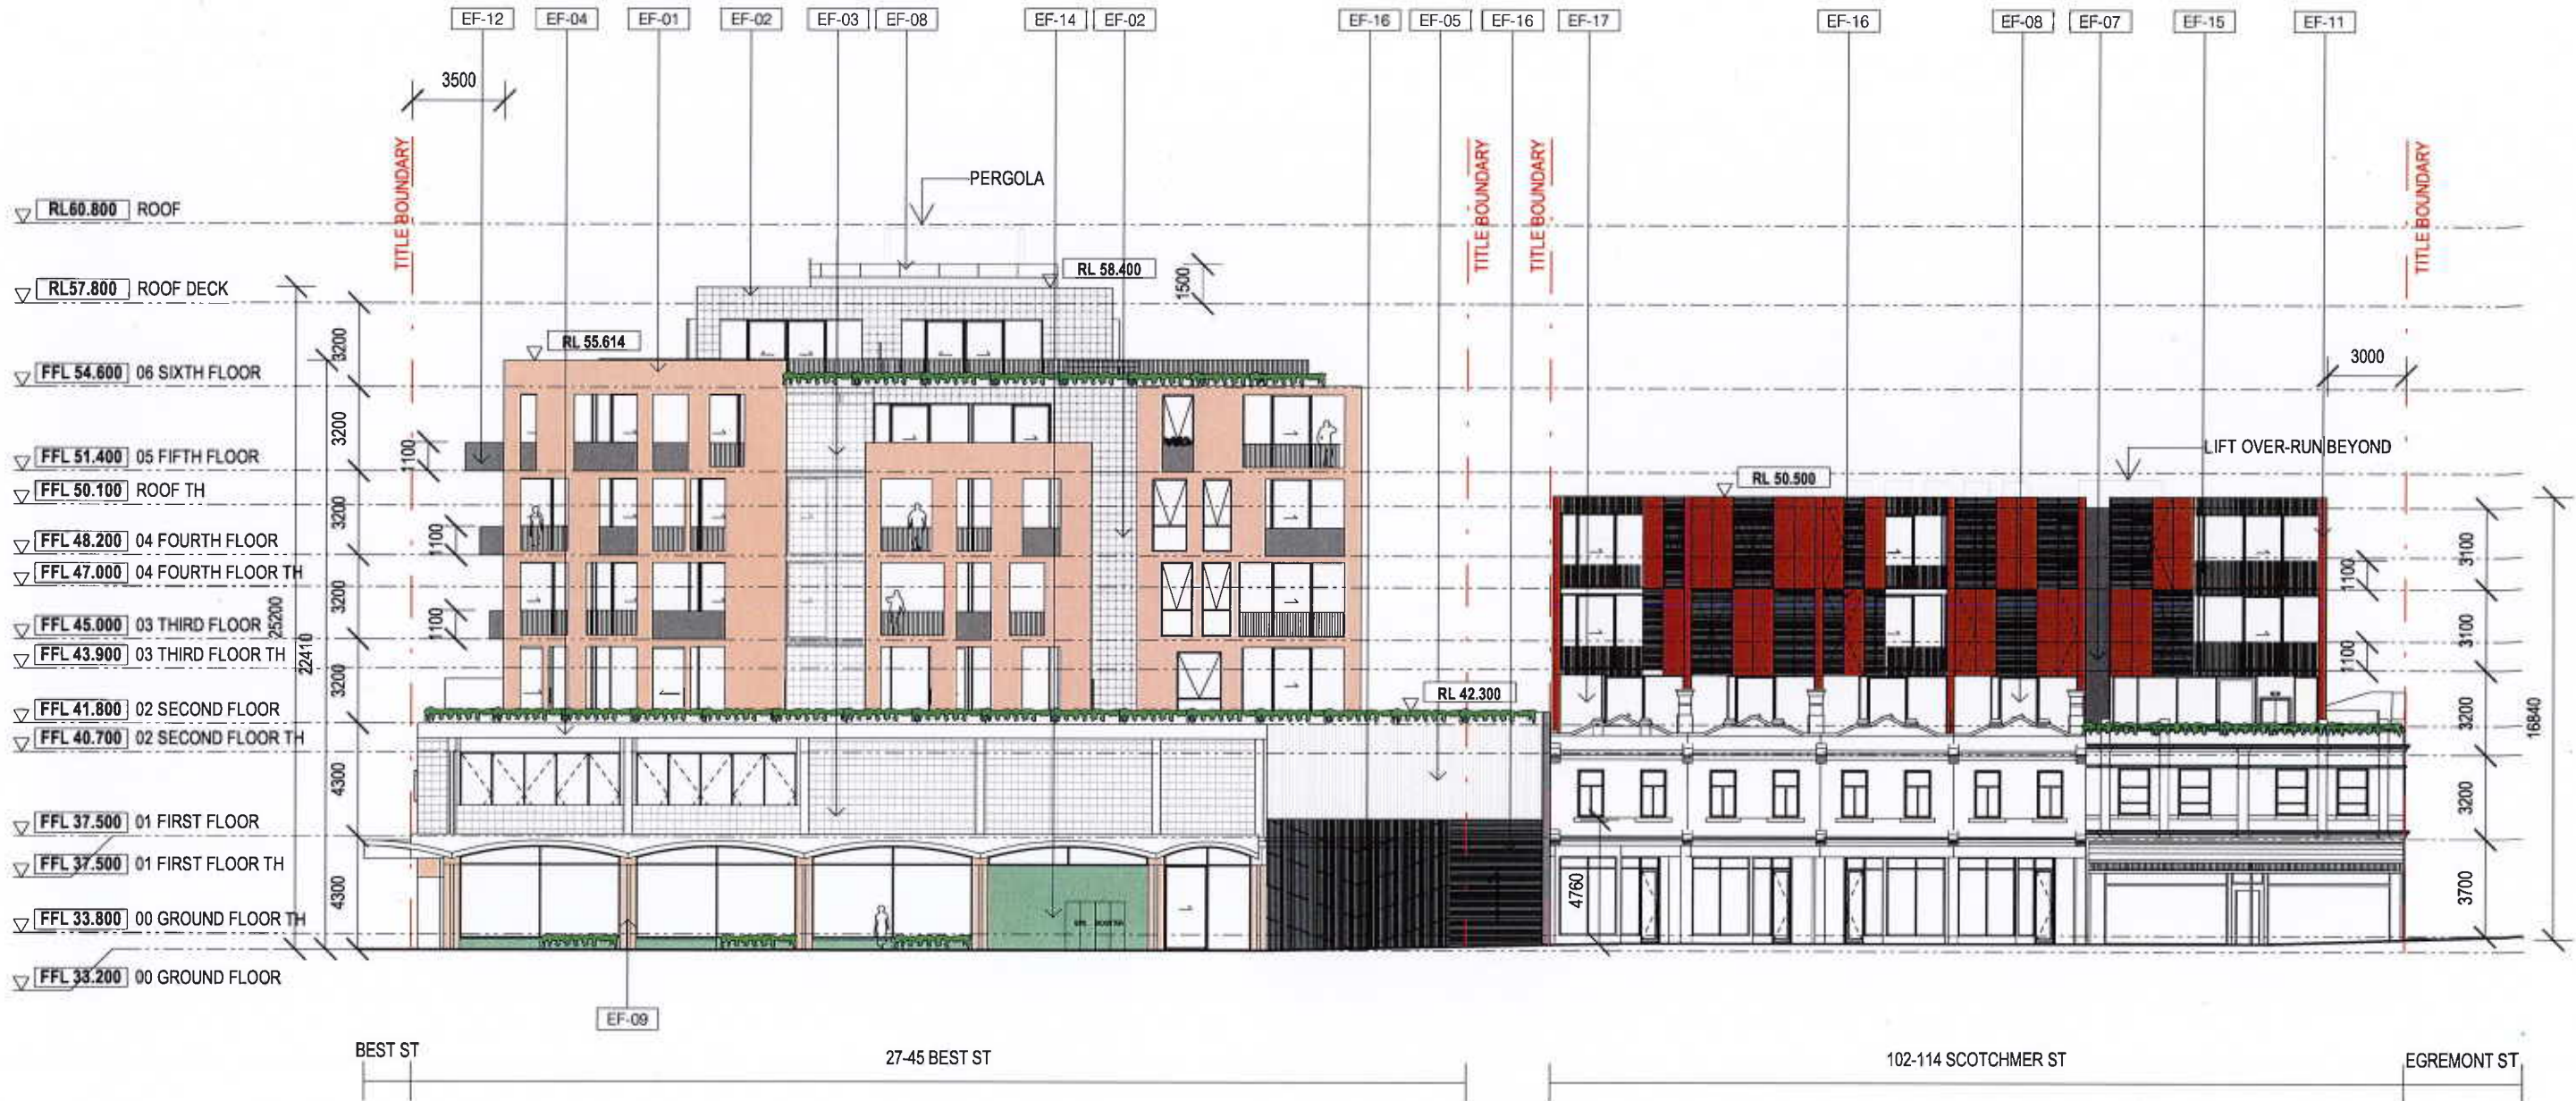 EF-12 EF-04 EF-01 EF-02 EF-03 EF-08 EF-14 EF-02 EF-16 EF-05 EF-16 EF-17 EF-16 EF-08 EF-07 EF-15 EF-11
3500
TITLE BOUNDARY
TITLE BOUNDARY
TITLE BOUNDARY
TITLE BOUNDARY
PERGOLA
RL60.800 ROOF
RL57.800 ROOF DECK
FFL 54.600 06 SIXTH FLOOR
FFL 51.400 05 FIFTH FLOOR
FFL 50.100 ROOF TH
FFL 48.200 04 FOURTH FLOOR
FFL 47.000 04 FOURTH FLOOR TH
FFL 45.000 03 THIRD FLOOR
FFL 43.900 03 THIRD FLOOR TH
FFL 41.800 02 SECOND FLOOR
FFL 40.700 02 SECOND FLOOR TH
FFL 37.500 01 FIRST FLOOR
FFL 37.500 01 FIRST FLOOR TH
FFL 33.800 00 GROUND FLOOR TH
FFL 33.200 00 GROUND FLOOR
25200
22410
3200
3200
3200
3200
3200
4300
4300
1100
1100
1100
RL 55.614
RL 58.400
1500
RL 42.300
RL 50.500
LIFT OVER-RUN BEYOND
3000
4760
1100
1100
3100
3100
3200
3200
3700
16840
EF-09
BEST ST
27-45 BEST ST
102-114 SCOTCHMER ST
EGREMONT ST